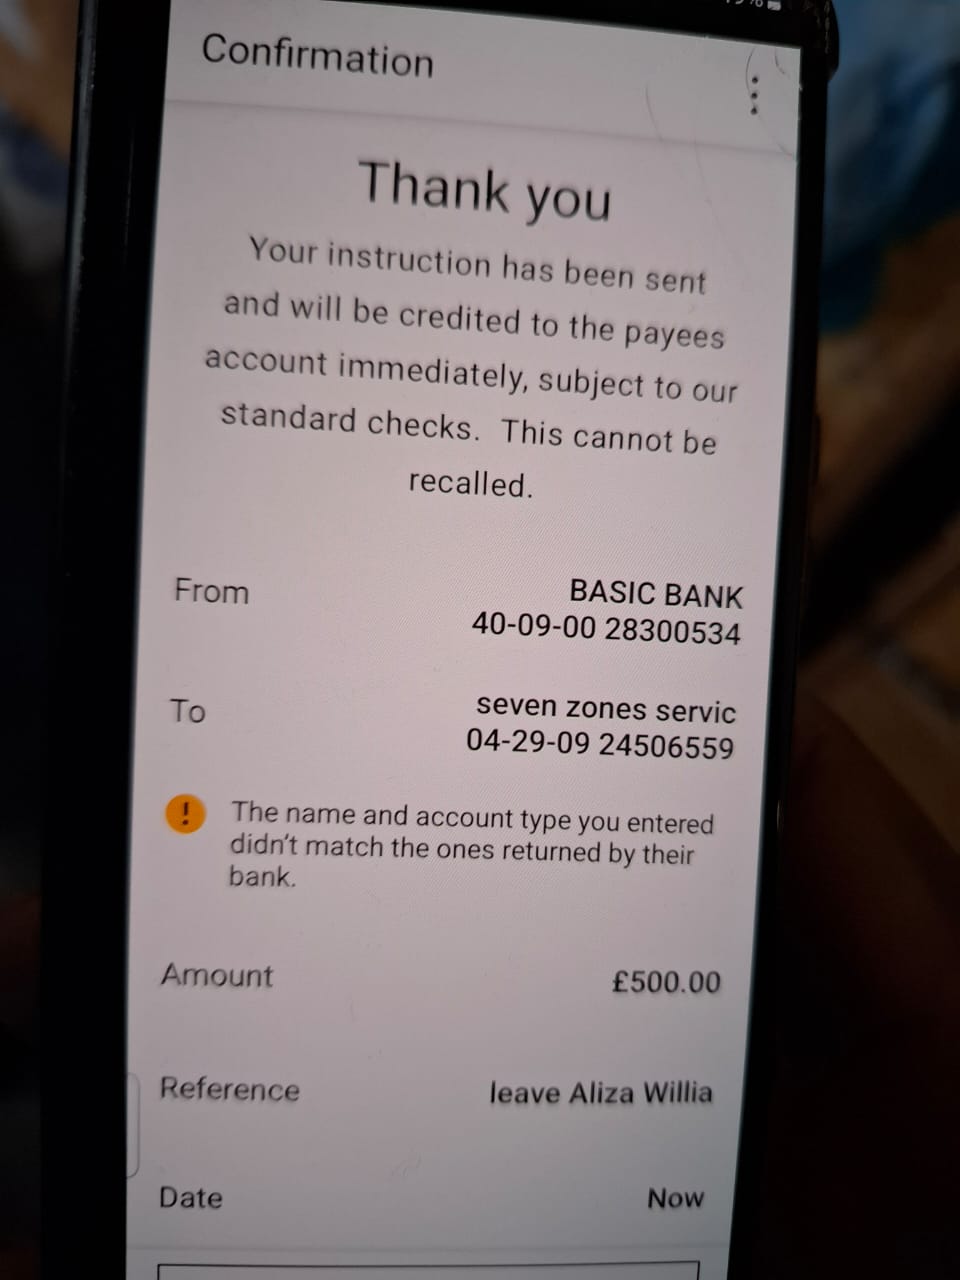 Confirmation
Thank you
Your instruction has been sent
and will be credited to the payees
account immediately, subject to our
standard checks. This cannot be
recalled.
From
BASIC BANK
40-09-00 28300534
To
seven zones servic
04-29-09 24506559
The name and account type you entered
didn't match the ones returned by their
bank.
Amount
£500.00
Reference
leave Aliza Willia
Date
Now